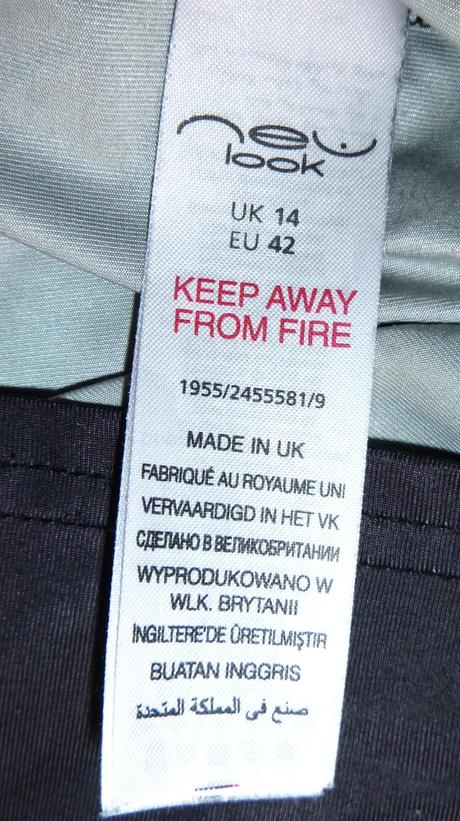 new
look
UK 14
EU 42
KEEP AWAY
FROM FIRE
1955/2455581/9
MADE IN UK
FABRIQUÉ AU ROYAUME UNI
VERVAARDIGD IN HET VK
СДЕЛАНО В ВЕЛИКОБРИТАНИИ
WYPRODUKOWANO W
WLK. BRYTANII
İNGILTERE'DE ÜRETILMIŞTIR
BUATAN INGGRIS
صنع في المملكة المتحدة